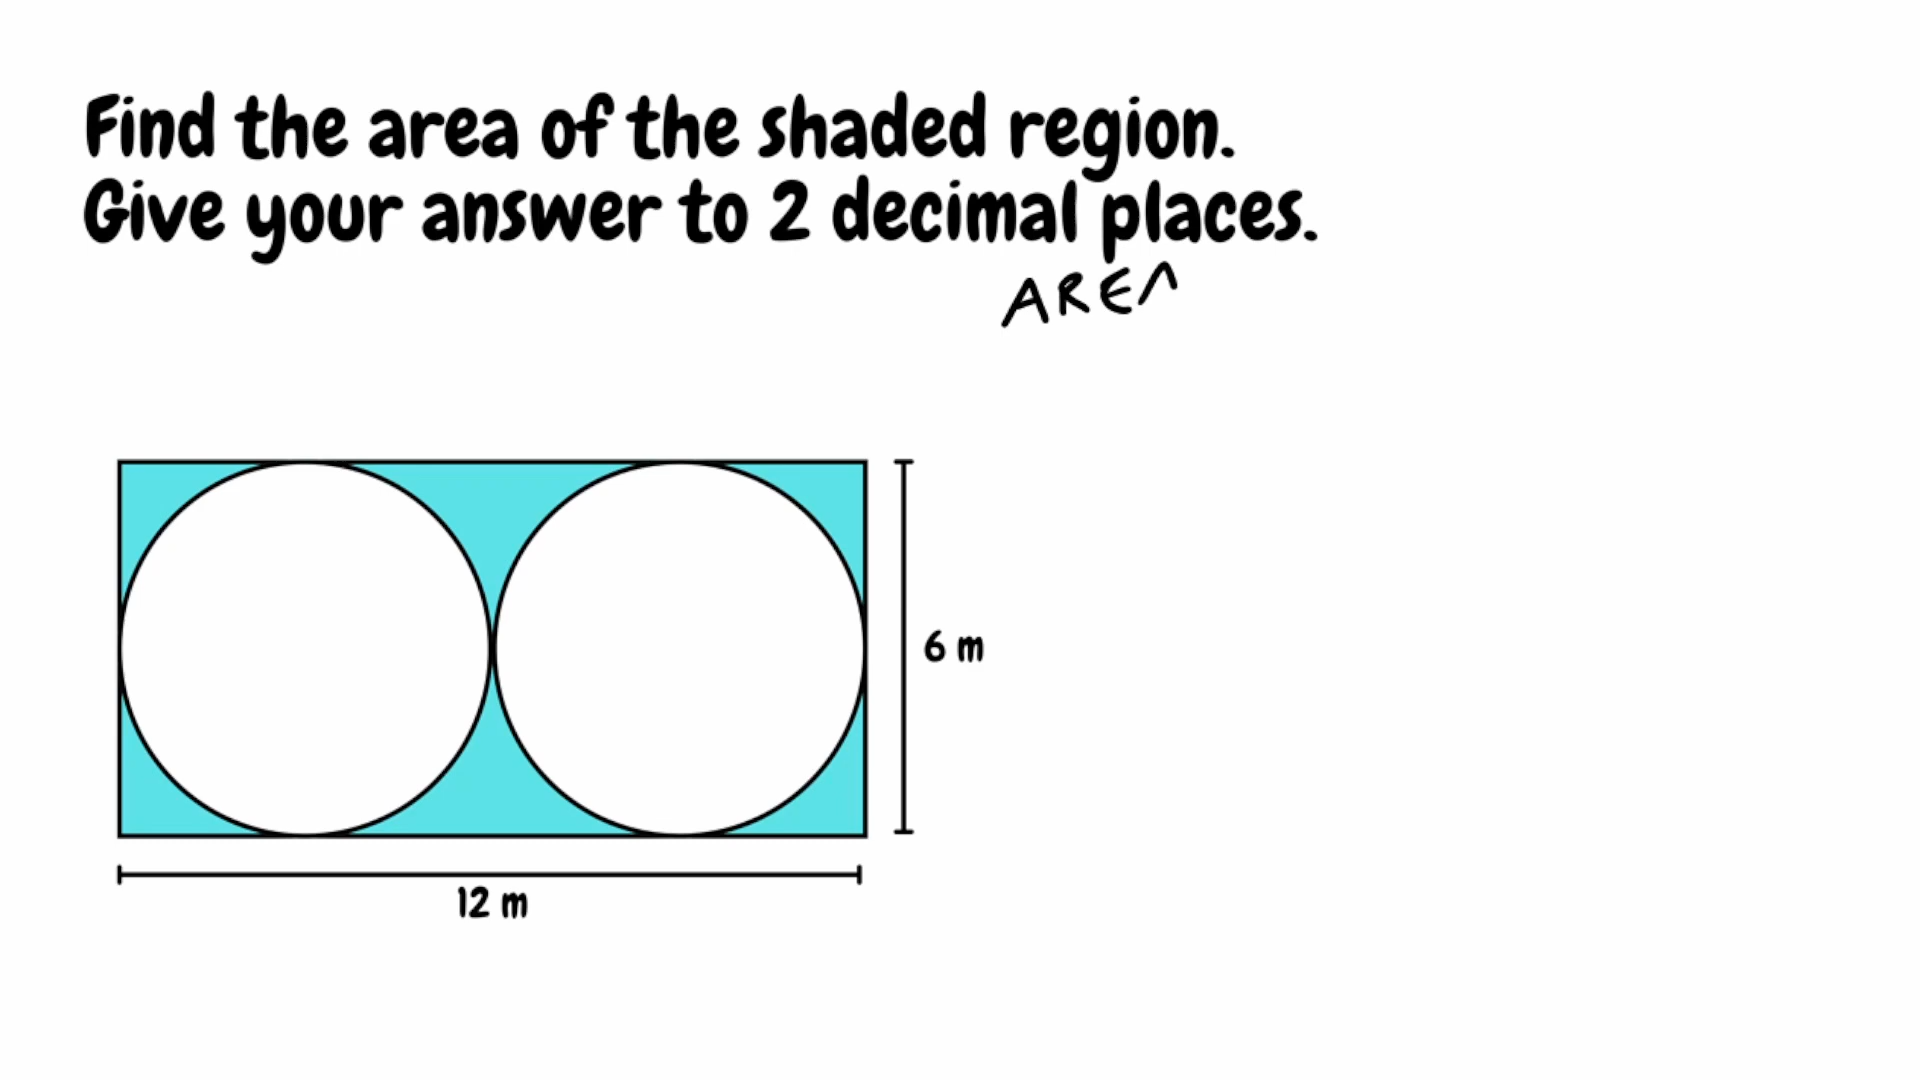 Find the area of the shaded region.
Give your answer to 2 decimal places.
AREA
6 m
12 m